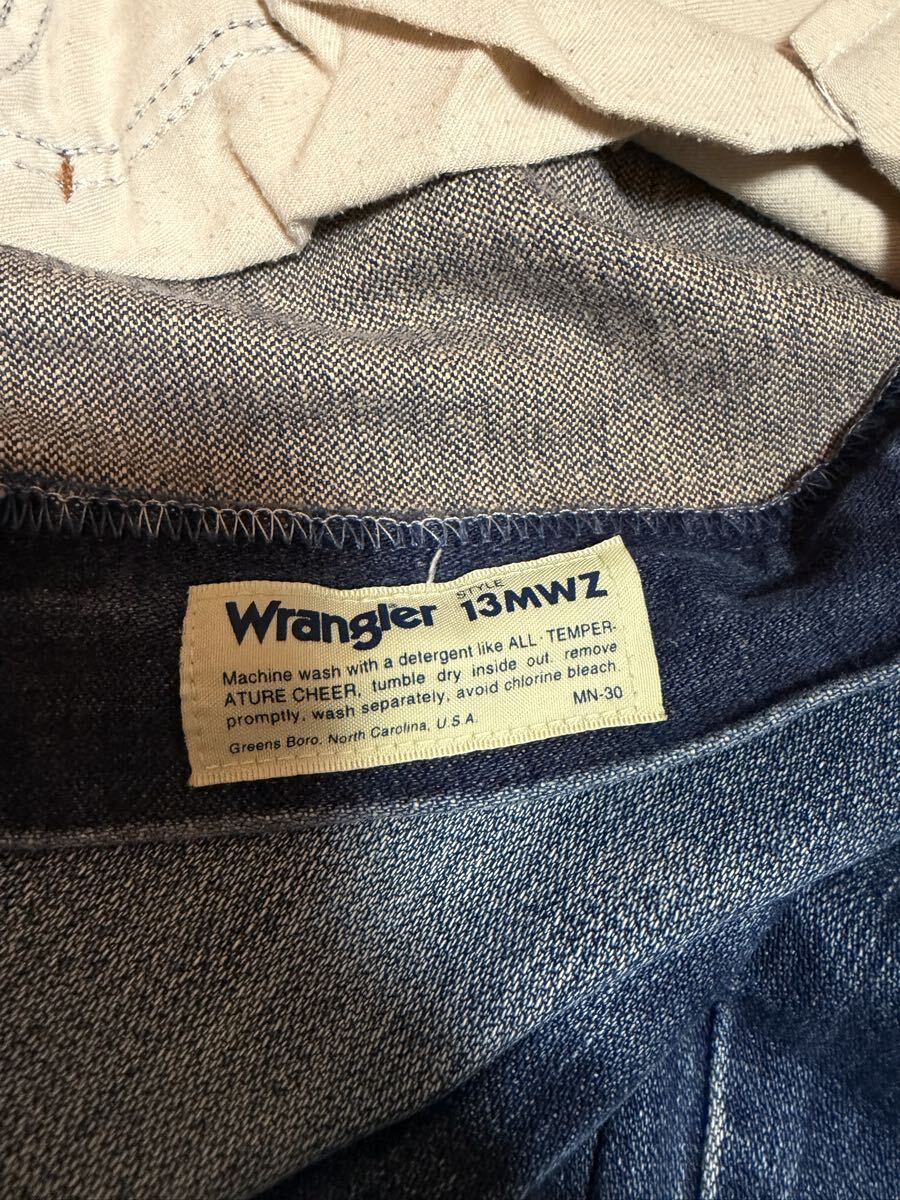 Wrangler STYLE 13MWZ
Machine wash with a detergent like ALL-TEMPER-
ATURE CHEER, tumble dry inside out, remove
promptly, wash separately, avoid chlorine bleach.
MN-30
Greens Boro, North Carolina, U.S.A.